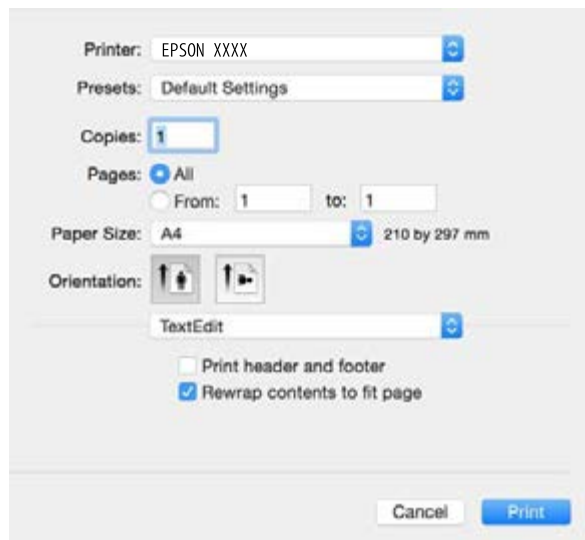 Printer: EPSON XXXX
Presets: Default Settings
Copies: 1
Pages: All
From: 1 to: 1
Paper Size: A4 210 by 297 mm
Orientation:
TextEdit
Print header and footer
Rewrap contents to fit page
Cancel Print